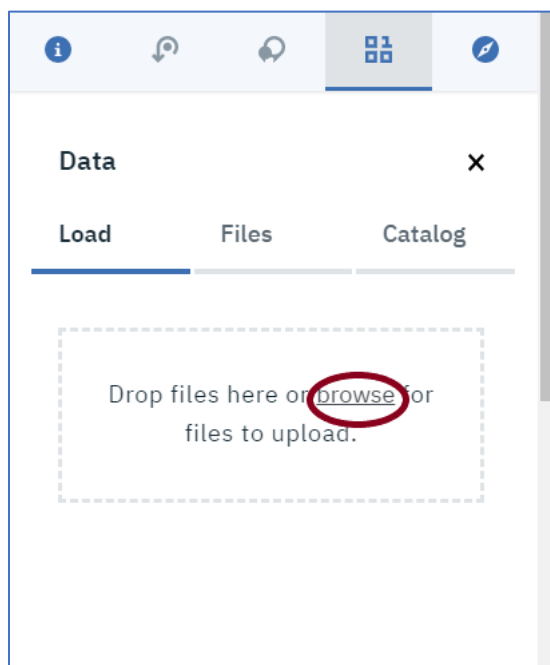 Data
Load Files Catalog
Drop files here or browse for
files to upload.